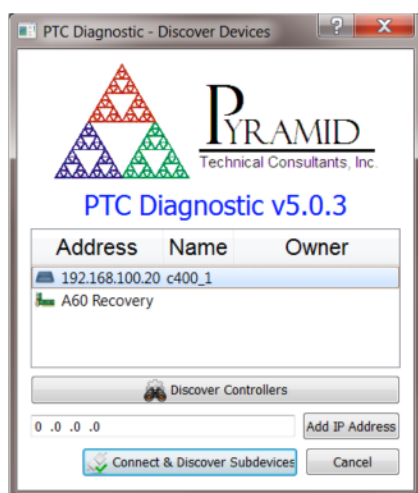 PTC Diagnostic - Discover Devices
PYRAMID
Technical Consultants, Inc.
PTC Diagnostic v5.0.3
Address Name Owner
192.168.100.20 c400_1
A60 Recovery
Discover Controllers
0 .0 .0 .0 Add IP Address
Connect & Discover Subdevices Cancel